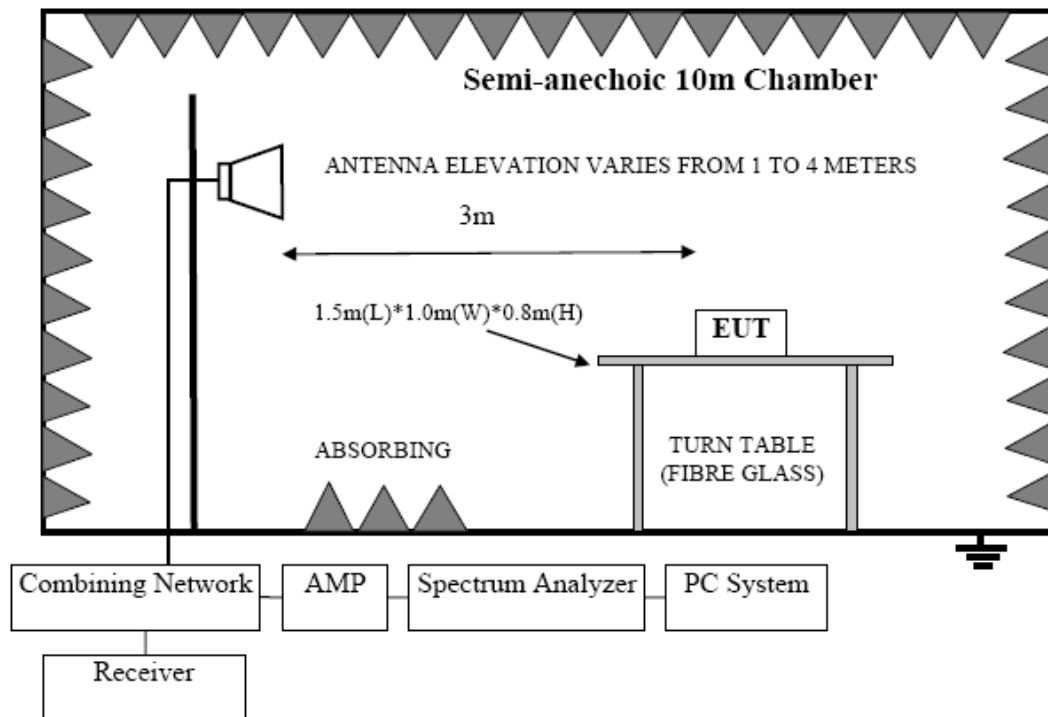 Semi-anechoic 10m Chamber
ANTENNA ELEVATION VARIES FROM 1 TO 4 METERS
3m
1.5m(L)*1.0m(W)*0.8m(H)
EUT
ABSORBING
TURN TABLE
(FIBRE GLASS)
Combining Network
AMP
Spectrum Analyzer
PC System
Receiver